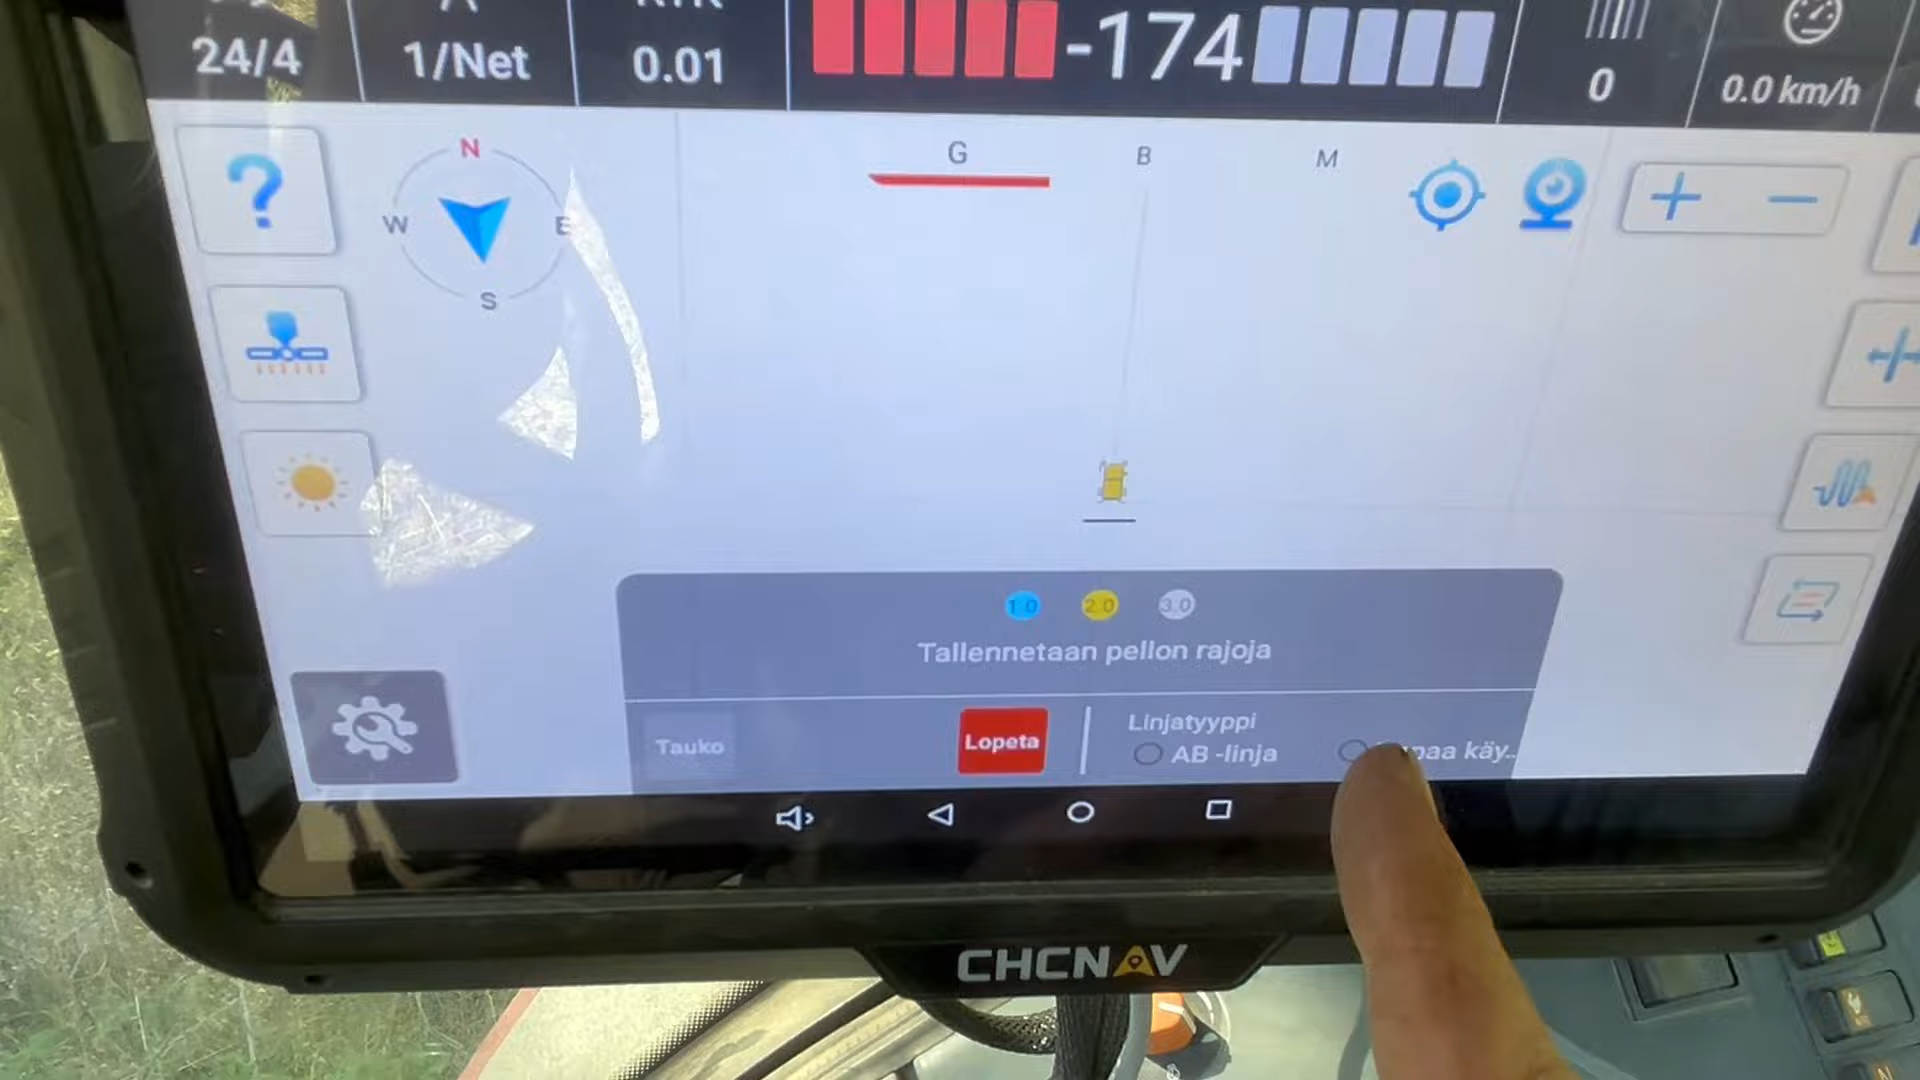 24/4
1/Net
0.01
-174
0
0.0 km/h
N
W
E
S
G
B
M
?
1.0
2.0
3.0
Tallennetaan pellon rajoja
Tauko
Lopeta
Linjatyyppi
AB -linja
käy..
CHCNAV